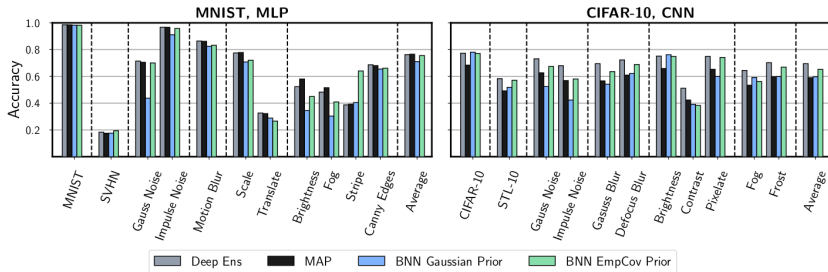 MNIST, MLP
CIFAR-10, CNN
Accuracy
1.0
0.8
0.6
0.4
0.2
MNIST
SVHN
Gauss Noise
Impulse Noise
Motion Blur
Scale
Translate
Brightness
Fog
Stripe
Canny Edges
Average
CIFAR-10
STL-10
Gauss Noise
Impulse Noise
Gasuss Blur
Defocus Blur
Brightness
Contrast
Pixelate
Fog
Frost
Average
Deep Ens
MAP
BNN Gaussian Prior
BNN EmpCov Prior